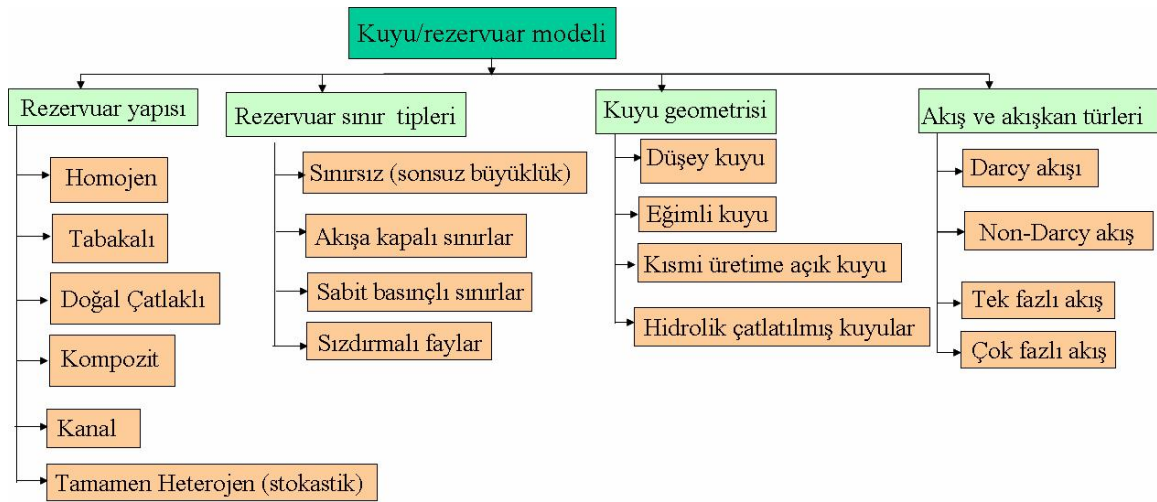 Kuyu/rezervuar modeli
Rezervuar yapısı
Homojen
Tabakalı
Doğal Çatlaklı
Kompozit
Kanal
Tamamen Heterojen (stokastik)
Rezervuar sınır tipleri
Sınırsız (sonsuz büyüklük)
Akışa kapalı sınırlar
Sabit basınçlı sınırlar
Sızdırmalı faylar
Kuyu geometrisi
Düşey kuyu
Eğimli kuyu
Kısmi üretime açık kuyu
Hidrolik çatlatılmış kuyular
Akış ve akışkan türleri
Darcy akışı
Non-Darcy akış
Tek fazlı akış
Çok fazlı akış